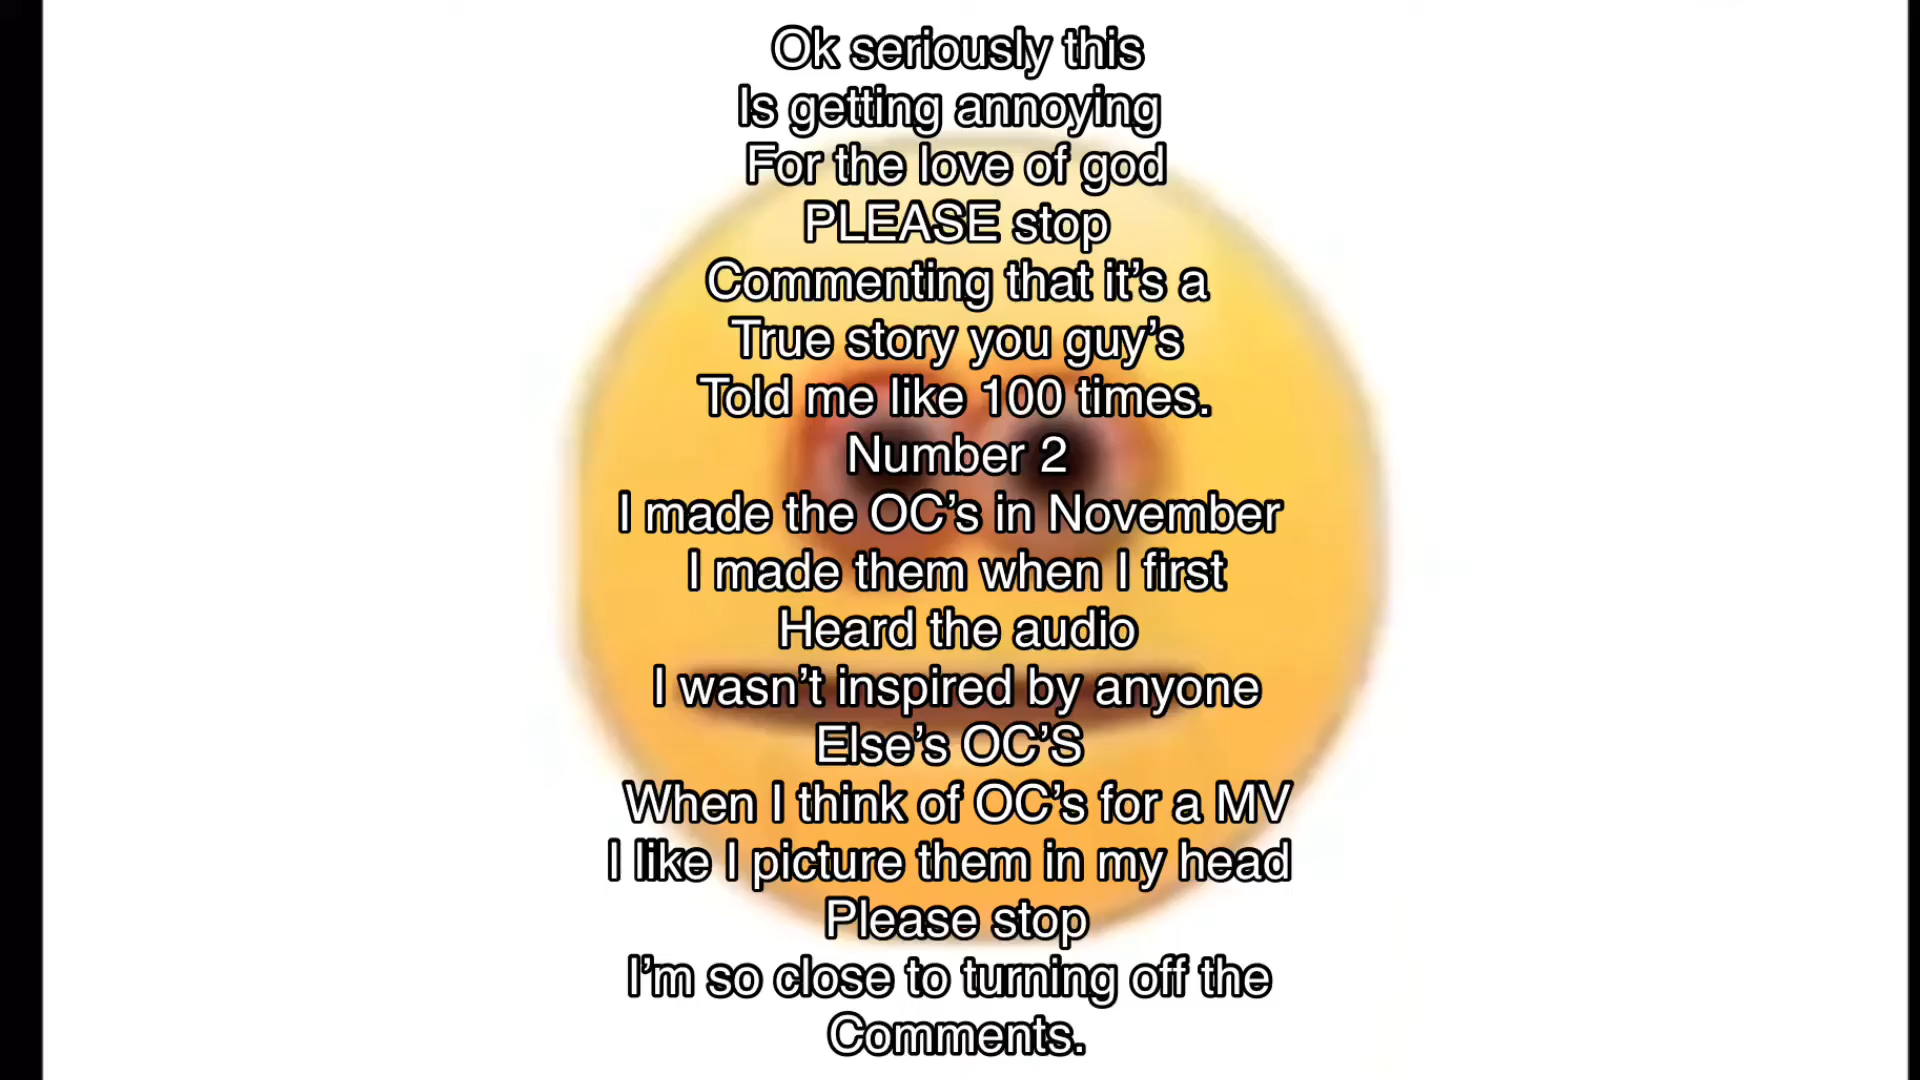 Ok seriously this
Is getting annoying
For the love of god
PLEASE stop
Commenting that it’s a
True story you guy’s
Told me like 100 times.
Number 2
I made the OC’s in November
I made them when I first
Heard the audio
I wasn’t inspired by anyone
Else’s OC’S
When I think of OC’s for a MV
I like I picture them in my head
Please stop
I’m so close to turning off the
Comments.